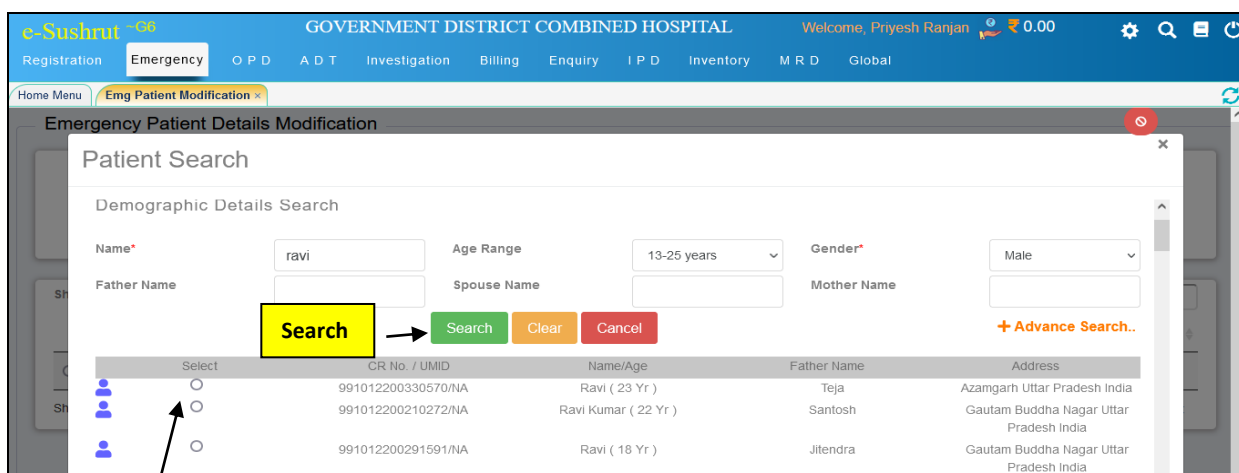 e-Sushrut ~G6 GOVERNMENT DISTRICT COMBINED HOSPITAL Welcome, Priyesh Ranjan ₹ 0.00
Registration Emergency O P D A D T Investigation Billing Enquiry I P D Inventory M R D Global
Home Menu Emg Patient Modification ×
Emergency Patient Details Modification
Patient Search ×
Demographic Details Search
Name* ravi Age Range 13-25 years Gender* Male
Sh
Father Name Spouse Name Mother Name
Search Search Clear Cancel + Advance Search..
Select CR No. / UMID Name/Age Father Name Address
991012200330570/NA Ravi ( 23 Yr ) Teja Azamgarh Uttar Pradesh India
Sh 991012200210272/NA Ravi Kumar ( 22 Yr ) Santosh Gautam Buddha Nagar Uttar
Pradesh India
991012200291591/NA Ravi ( 18 Yr ) Jitendra Gautam Buddha Nagar Uttar
Pradesh India